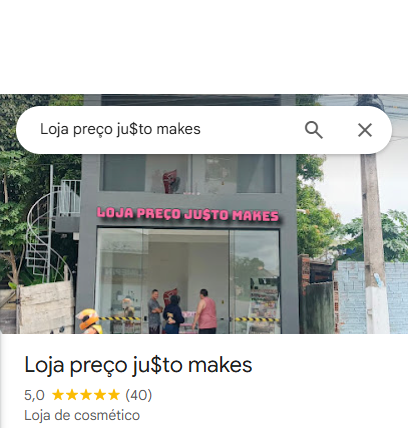 Loja preço ju$to makes
LOJA PREÇO JU$TO MAKES
Loja preço ju$to makes
5,0 (40)
Loja de cosmético